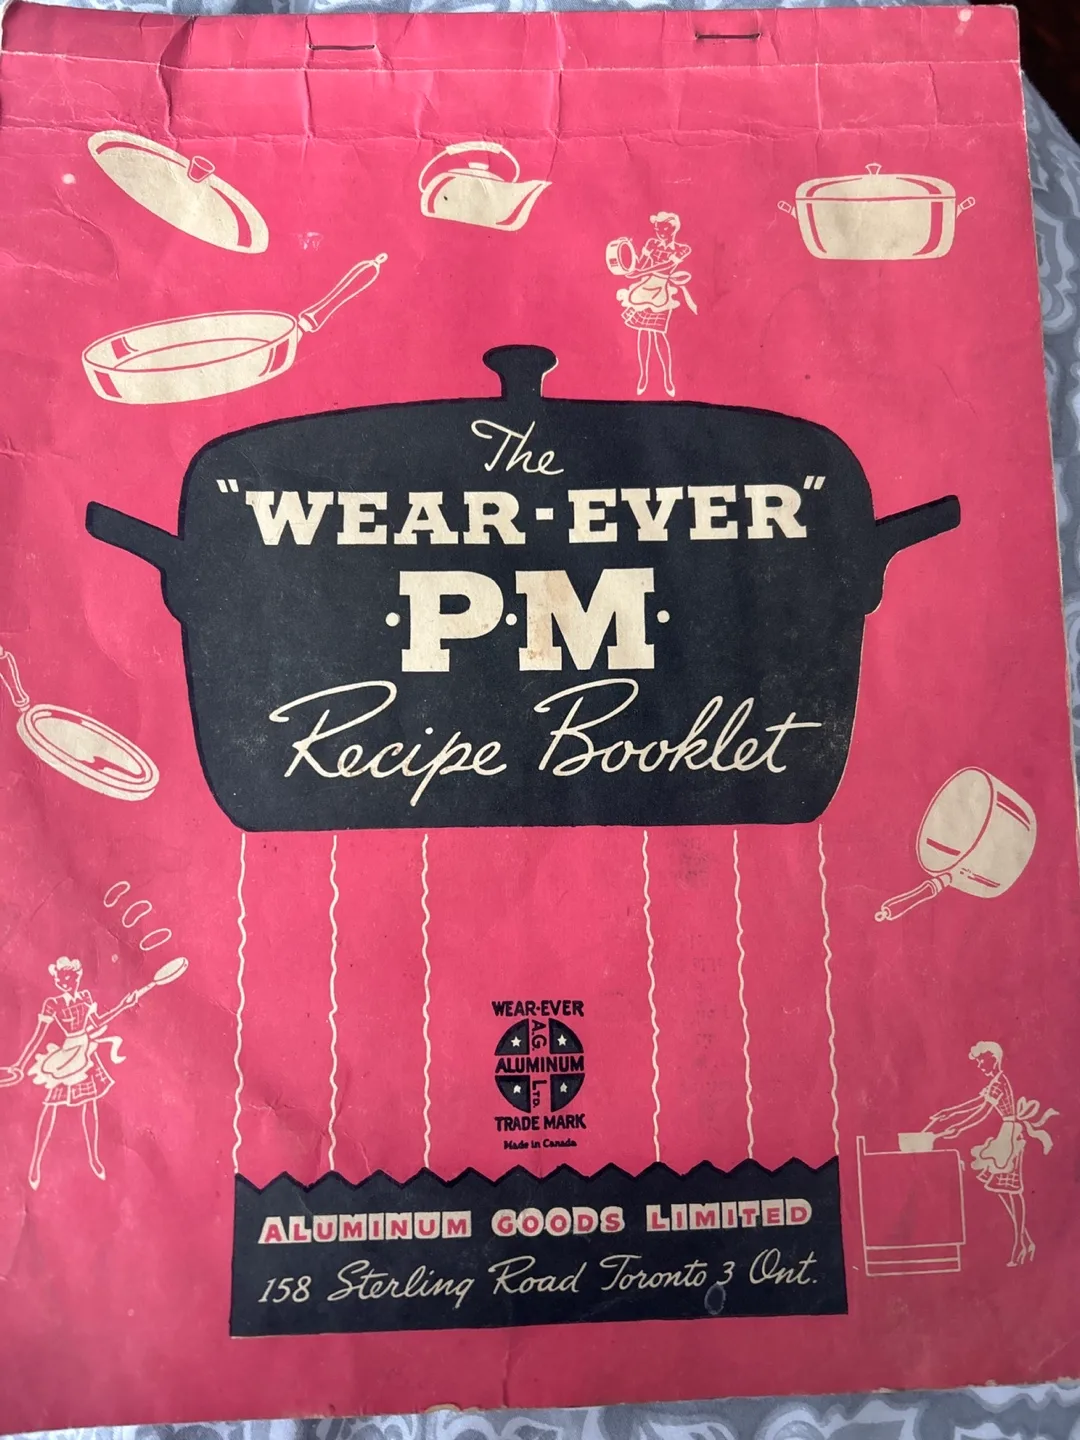 The
"WEAR-EVER"
·P·M·
Recipe Booklet
WEAR-EVER
A.G.
ALUMINUM
LTD.
TRADE MARK
Made in Canada
ALUMINUM GOODS LIMITED
158 Sterling Road Toronto 3 Ont.